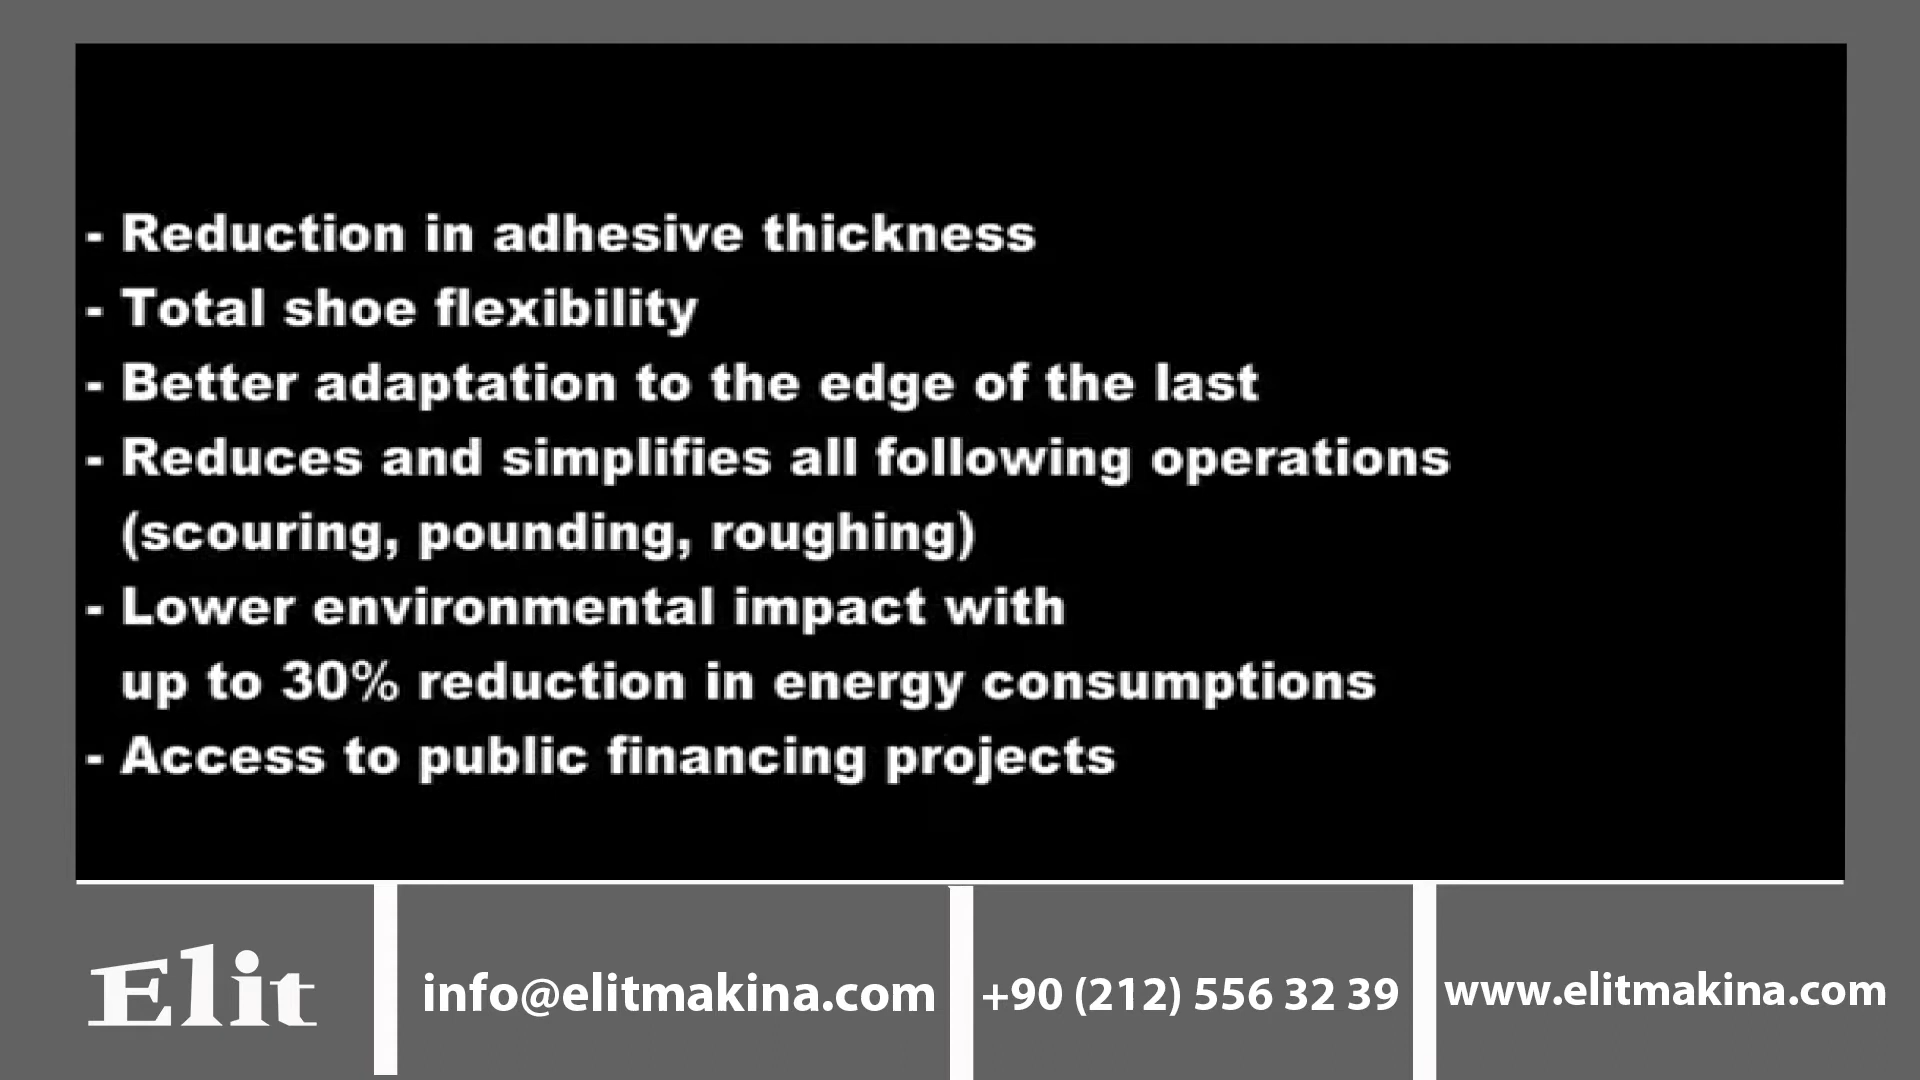 - Reduction in adhesive thickness
- Total shoe flexibility
- Better adaptation to the edge of the last
- Reduces and simplifies all following operations
(scouring, pounding, roughing)
- Lower environmental impact with
up to 30% reduction in energy consumptions
- Access to public financing projects
Elit
info@elitmakina.com
+90 (212) 556 32 39
www.elitmakina.com